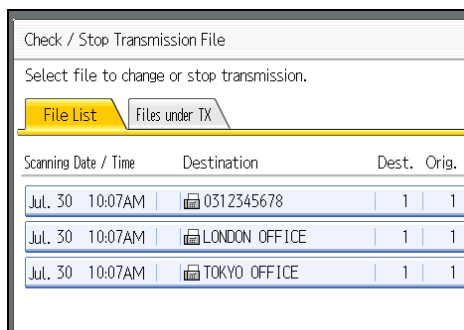 Check / Stop Transmission File
Select file to change or stop transmission.
File List Files under TX
Scanning Date / Time Destination Dest. Orig.
Jul. 30 10:07AM 0312345678 1 1
Jul. 30 10:07AM LONDON OFFICE 1 1
Jul. 30 10:07AM TOKYO OFFICE 1 1